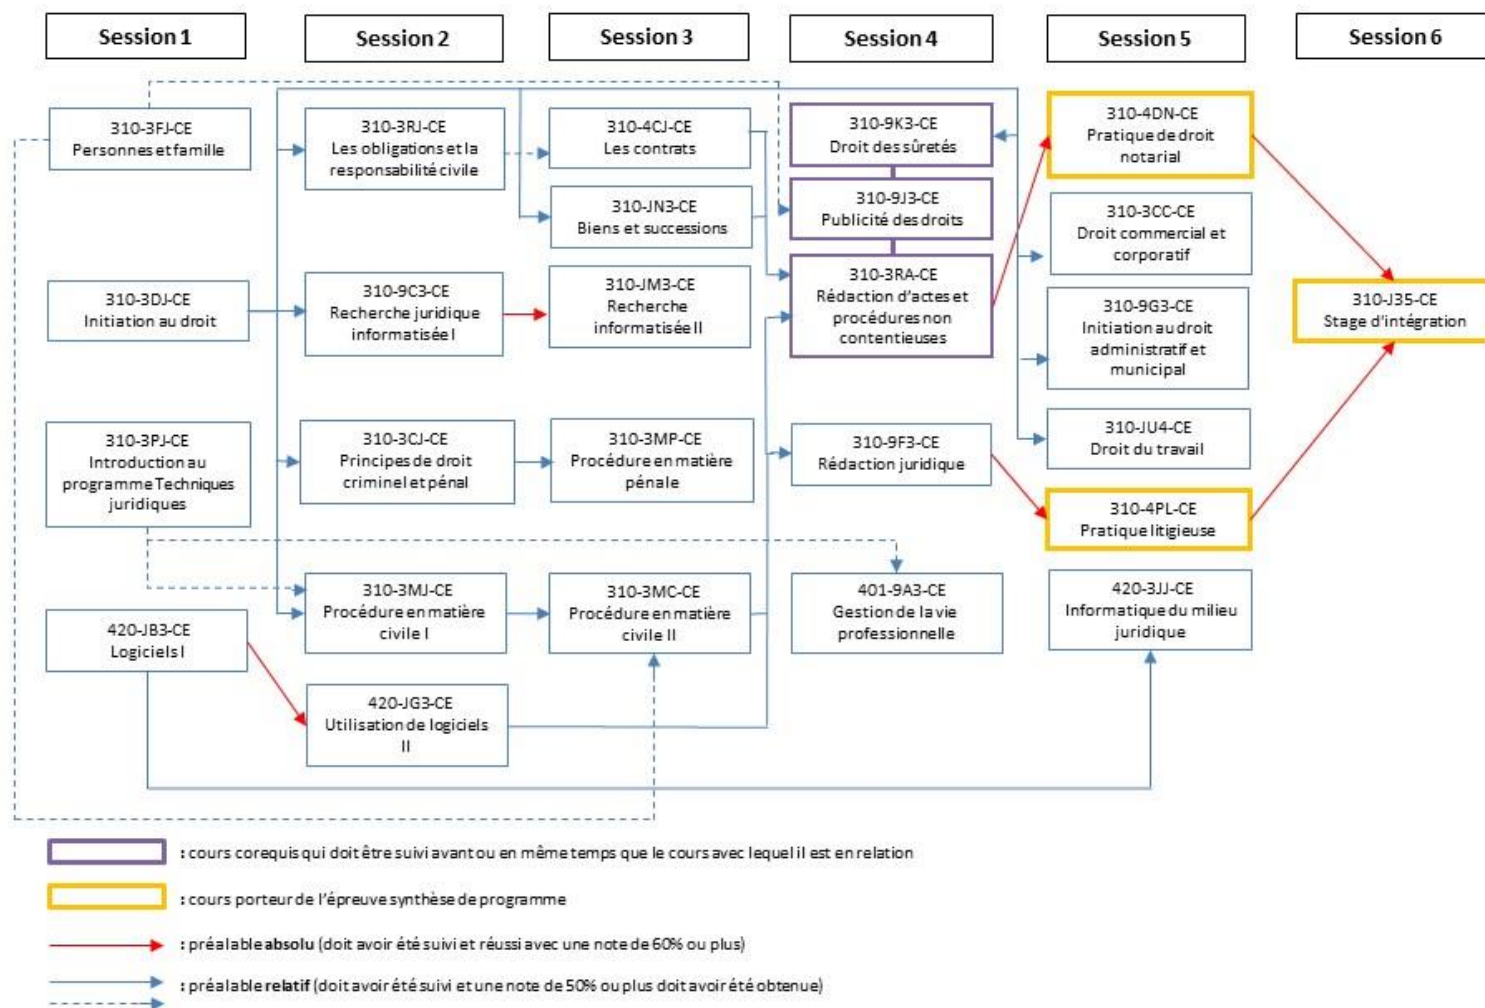 Session 1
Session 2
Session 3
Session 4
Session 5
Session 6
310-3FJ-CE
Personnes et famille
310-3DJ-CE
Initiation au droit
310-3PJ-CE
Introduction au
programme Techniques
juridiques
420-JB3-CE
Logiciels I
310-3RJ-CE
Les obligations et la
responsabilité civile
310-9C3-CE
Recherche juridique
informatisée I
310-3CJ-CE
Principes de droit
criminel et pénal
310-3MJ-CE
Procédure en matière
civile I
420-JG3-CE
Utilisation de logiciels
II
310-4CJ-CE
Les contrats
310-JN3-CE
Biens et successions
310-JM3-CE
Recherche
informatisée II
310-3MP-CE
Procédure en matière
pénale
310-3MC-CE
Procédure en matière
civile II
310-9K3-CE
Droit des sûretés
310-9J3-CE
Publicité des droits
310-3RA-CE
Rédaction d'actes et
procédures non
contentieuses
310-9F3-CE
Rédaction juridique
401-9A3-CE
Gestion de la vie
professionnelle
310-4DN-CE
Pratique de droit
notarial
310-3CC-CE
Droit commercial et
corporatif
310-9G3-CE
Initiation au droit
administratif et
municipal
310-JU4-CE
Droit du travail
310-4PL-CE
Pratique litigieuse
420-3JJ-CE
Informatique du milieu
juridique
310-J35-CE
Stage d'intégration
: cours corequis qui doit être suivi avant ou en même temps que le cours avec lequel il est en relation
: cours porteur de l'épreuve synthèse de programme
: préalable absolu (doit avoir été suivi et réussi avec une note de 60% ou plus)
: préalable relatif (doit avoir été suivi et une note de 50% ou plus doit avoir été obtenue)